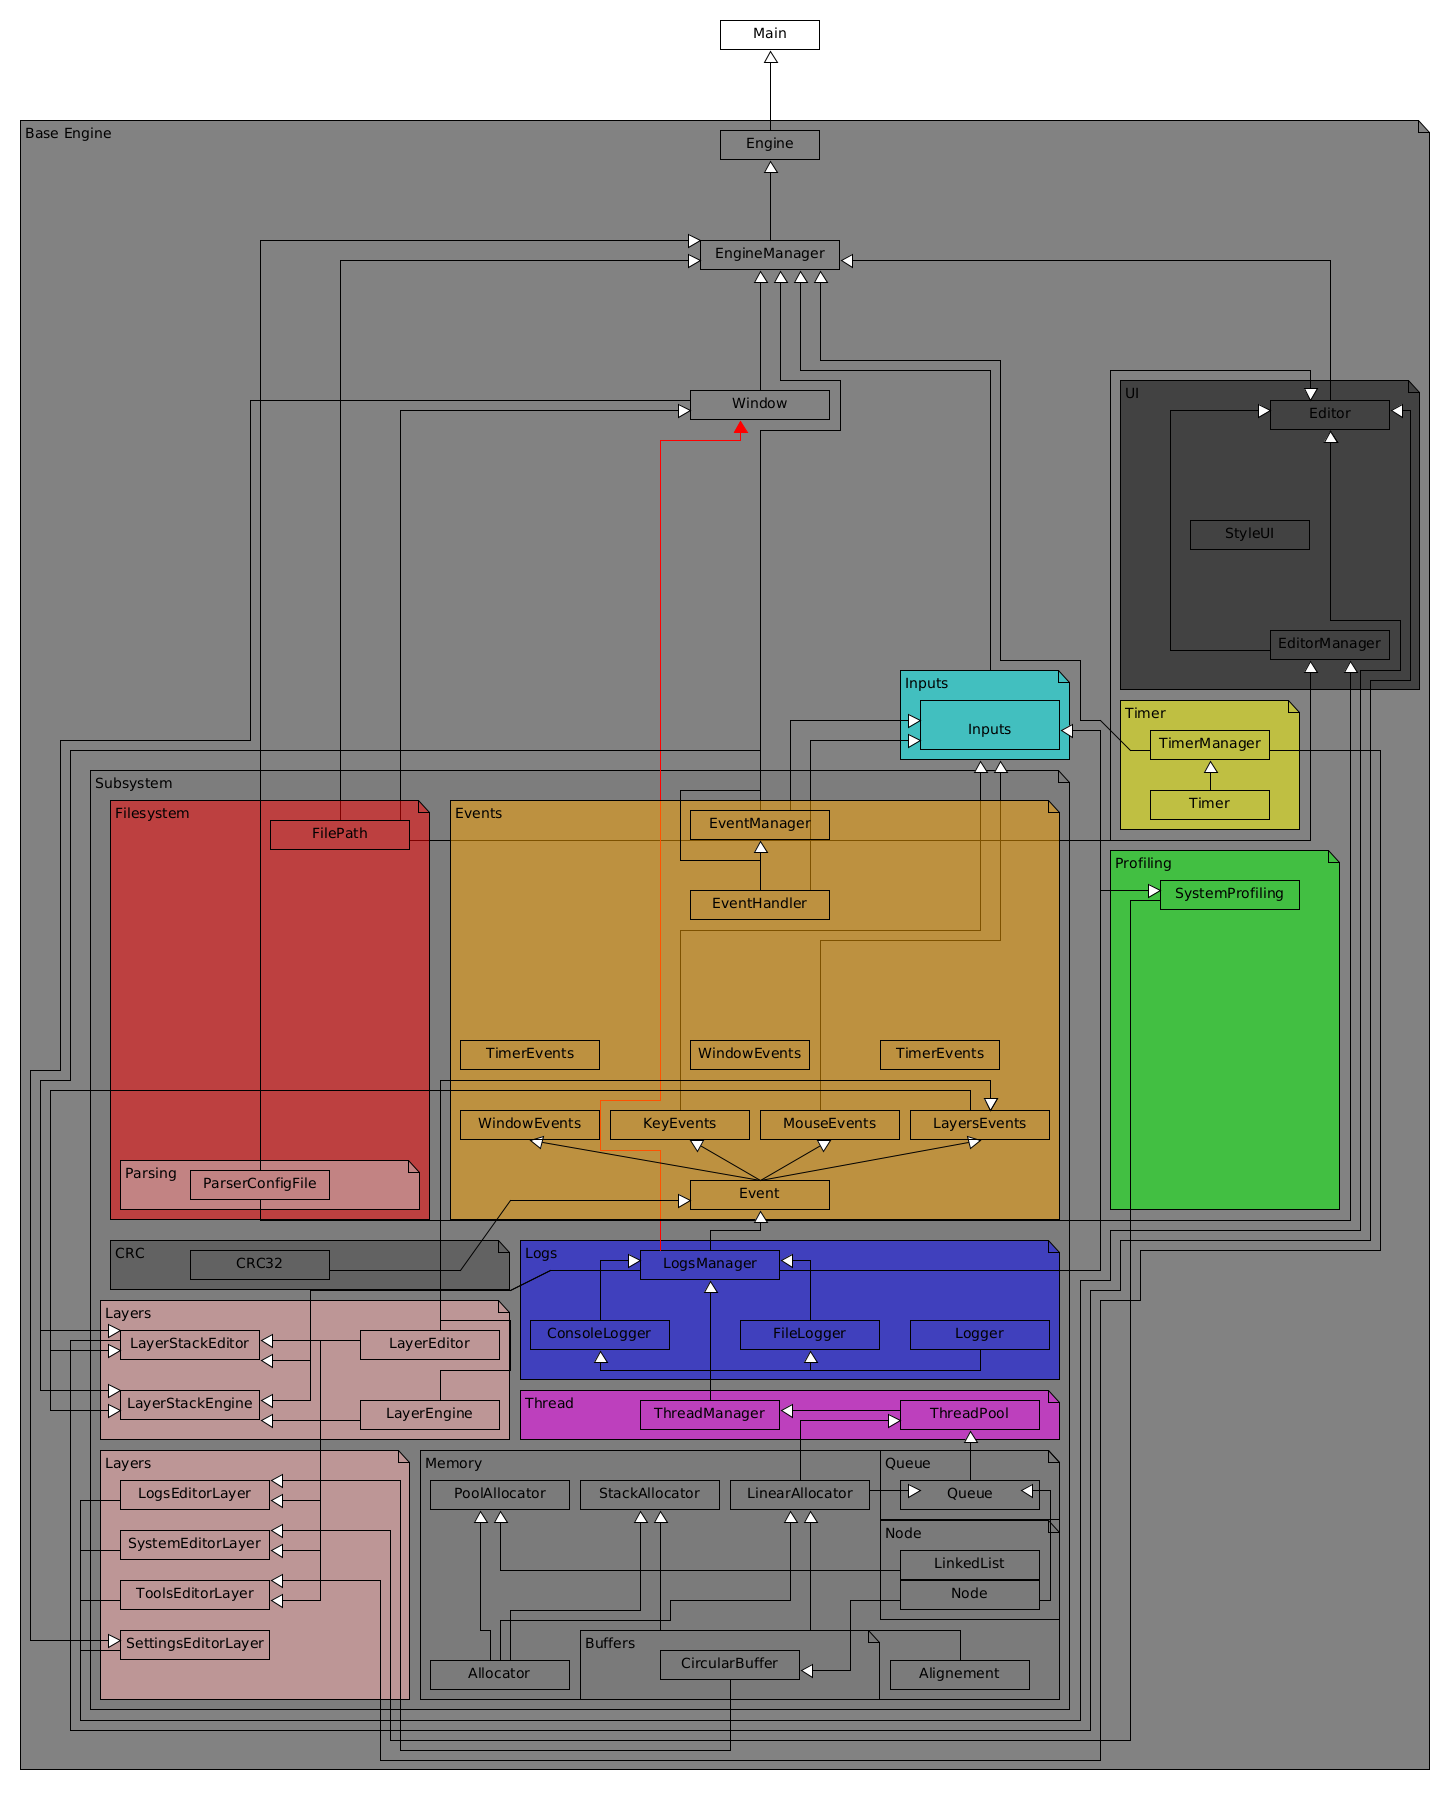 Main
Base Engine
Engine
EngineManager
Window
UI
Editor
StyleUI
EditorManager
Inputs
Inputs
Timer
TimerManager
Timer
Subsystem
Filesystem
FilePath
Events
EventManager
EventHandler
Profiling
SystemProfiling
TimerEvents
WindowEvents
TimerEvents
WindowEvents
KeyEvents
MouseEvents
LayersEvents
Parsing
ParserConfigFile
Event
CRC
CRC32
Logs
LogsManager
ConsoleLogger
FileLogger
Logger
Layers
LayerStackEditor
LayerEditor
LayerStackEngine
LayerEngine
Thread
ThreadManager
ThreadPool
Layers
LogsEditorLayer
SystemEditorLayer
ToolsEditorLayer
SettingsEditorLayer
Memory
PoolAllocator
StackAllocator
LinearAllocator
Queue
Queue
Node
LinkedList
Node
Buffers
CircularBuffer
Allocator
Alignement